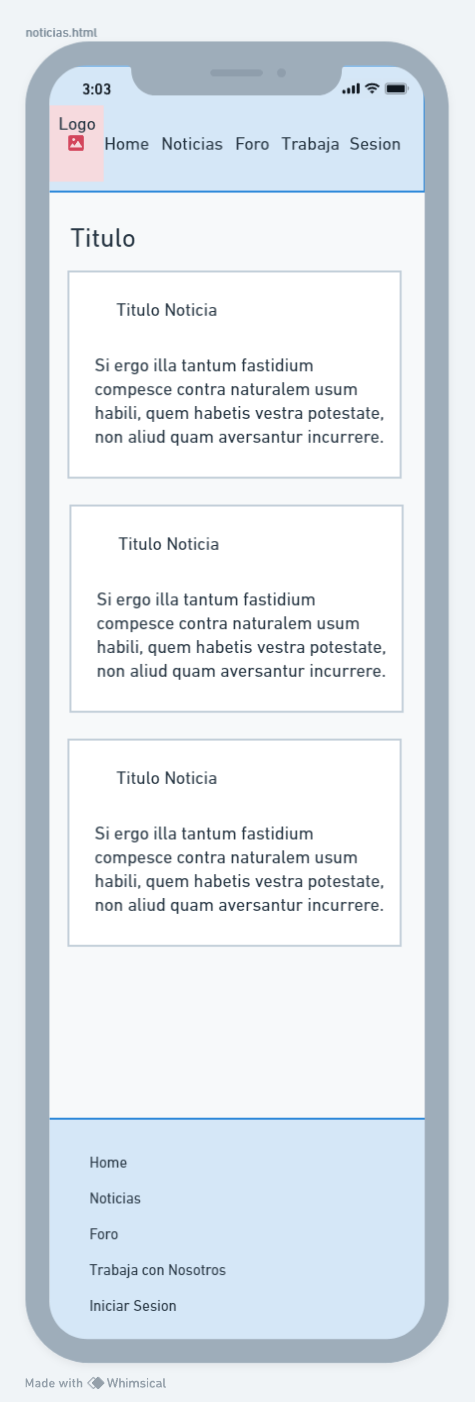 noticias.html
3:03
Logo
Home Noticias Foro Trabaja Sesion
Titulo
Titulo Noticia
Si ergo illa tantum fastidium
compesce contra naturalem usum
habili, quem habetis vestra potestate,
non aliud quam aversantur incurrere.
Titulo Noticia
Si ergo illa tantum fastidium
compesce contra naturalem usum
habili, quem habetis vestra potestate,
non aliud quam aversantur incurrere.
Titulo Noticia
Si ergo illa tantum fastidium
compesce contra naturalem usum
habili, quem habetis vestra potestate,
non aliud quam aversantur incurrere.
Home
Noticias
Foro
Trabaja con Nosotros
Iniciar Sesion
Made with Whimsical